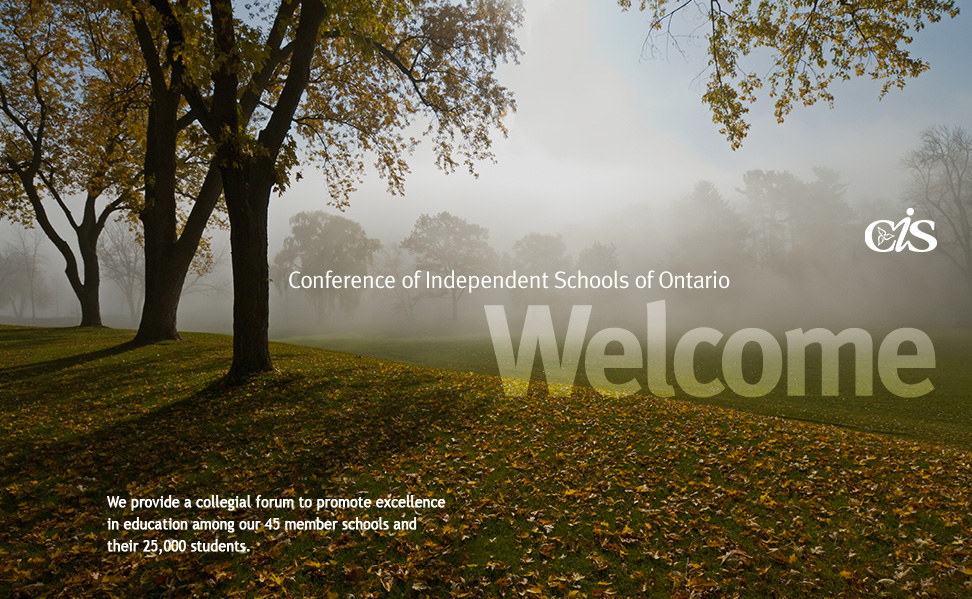 cis
Conference of Independent Schools of Ontario
Welcome
We provide a collegial forum to promote excellence
in education among our 45 member schools and
their 25,000 students.